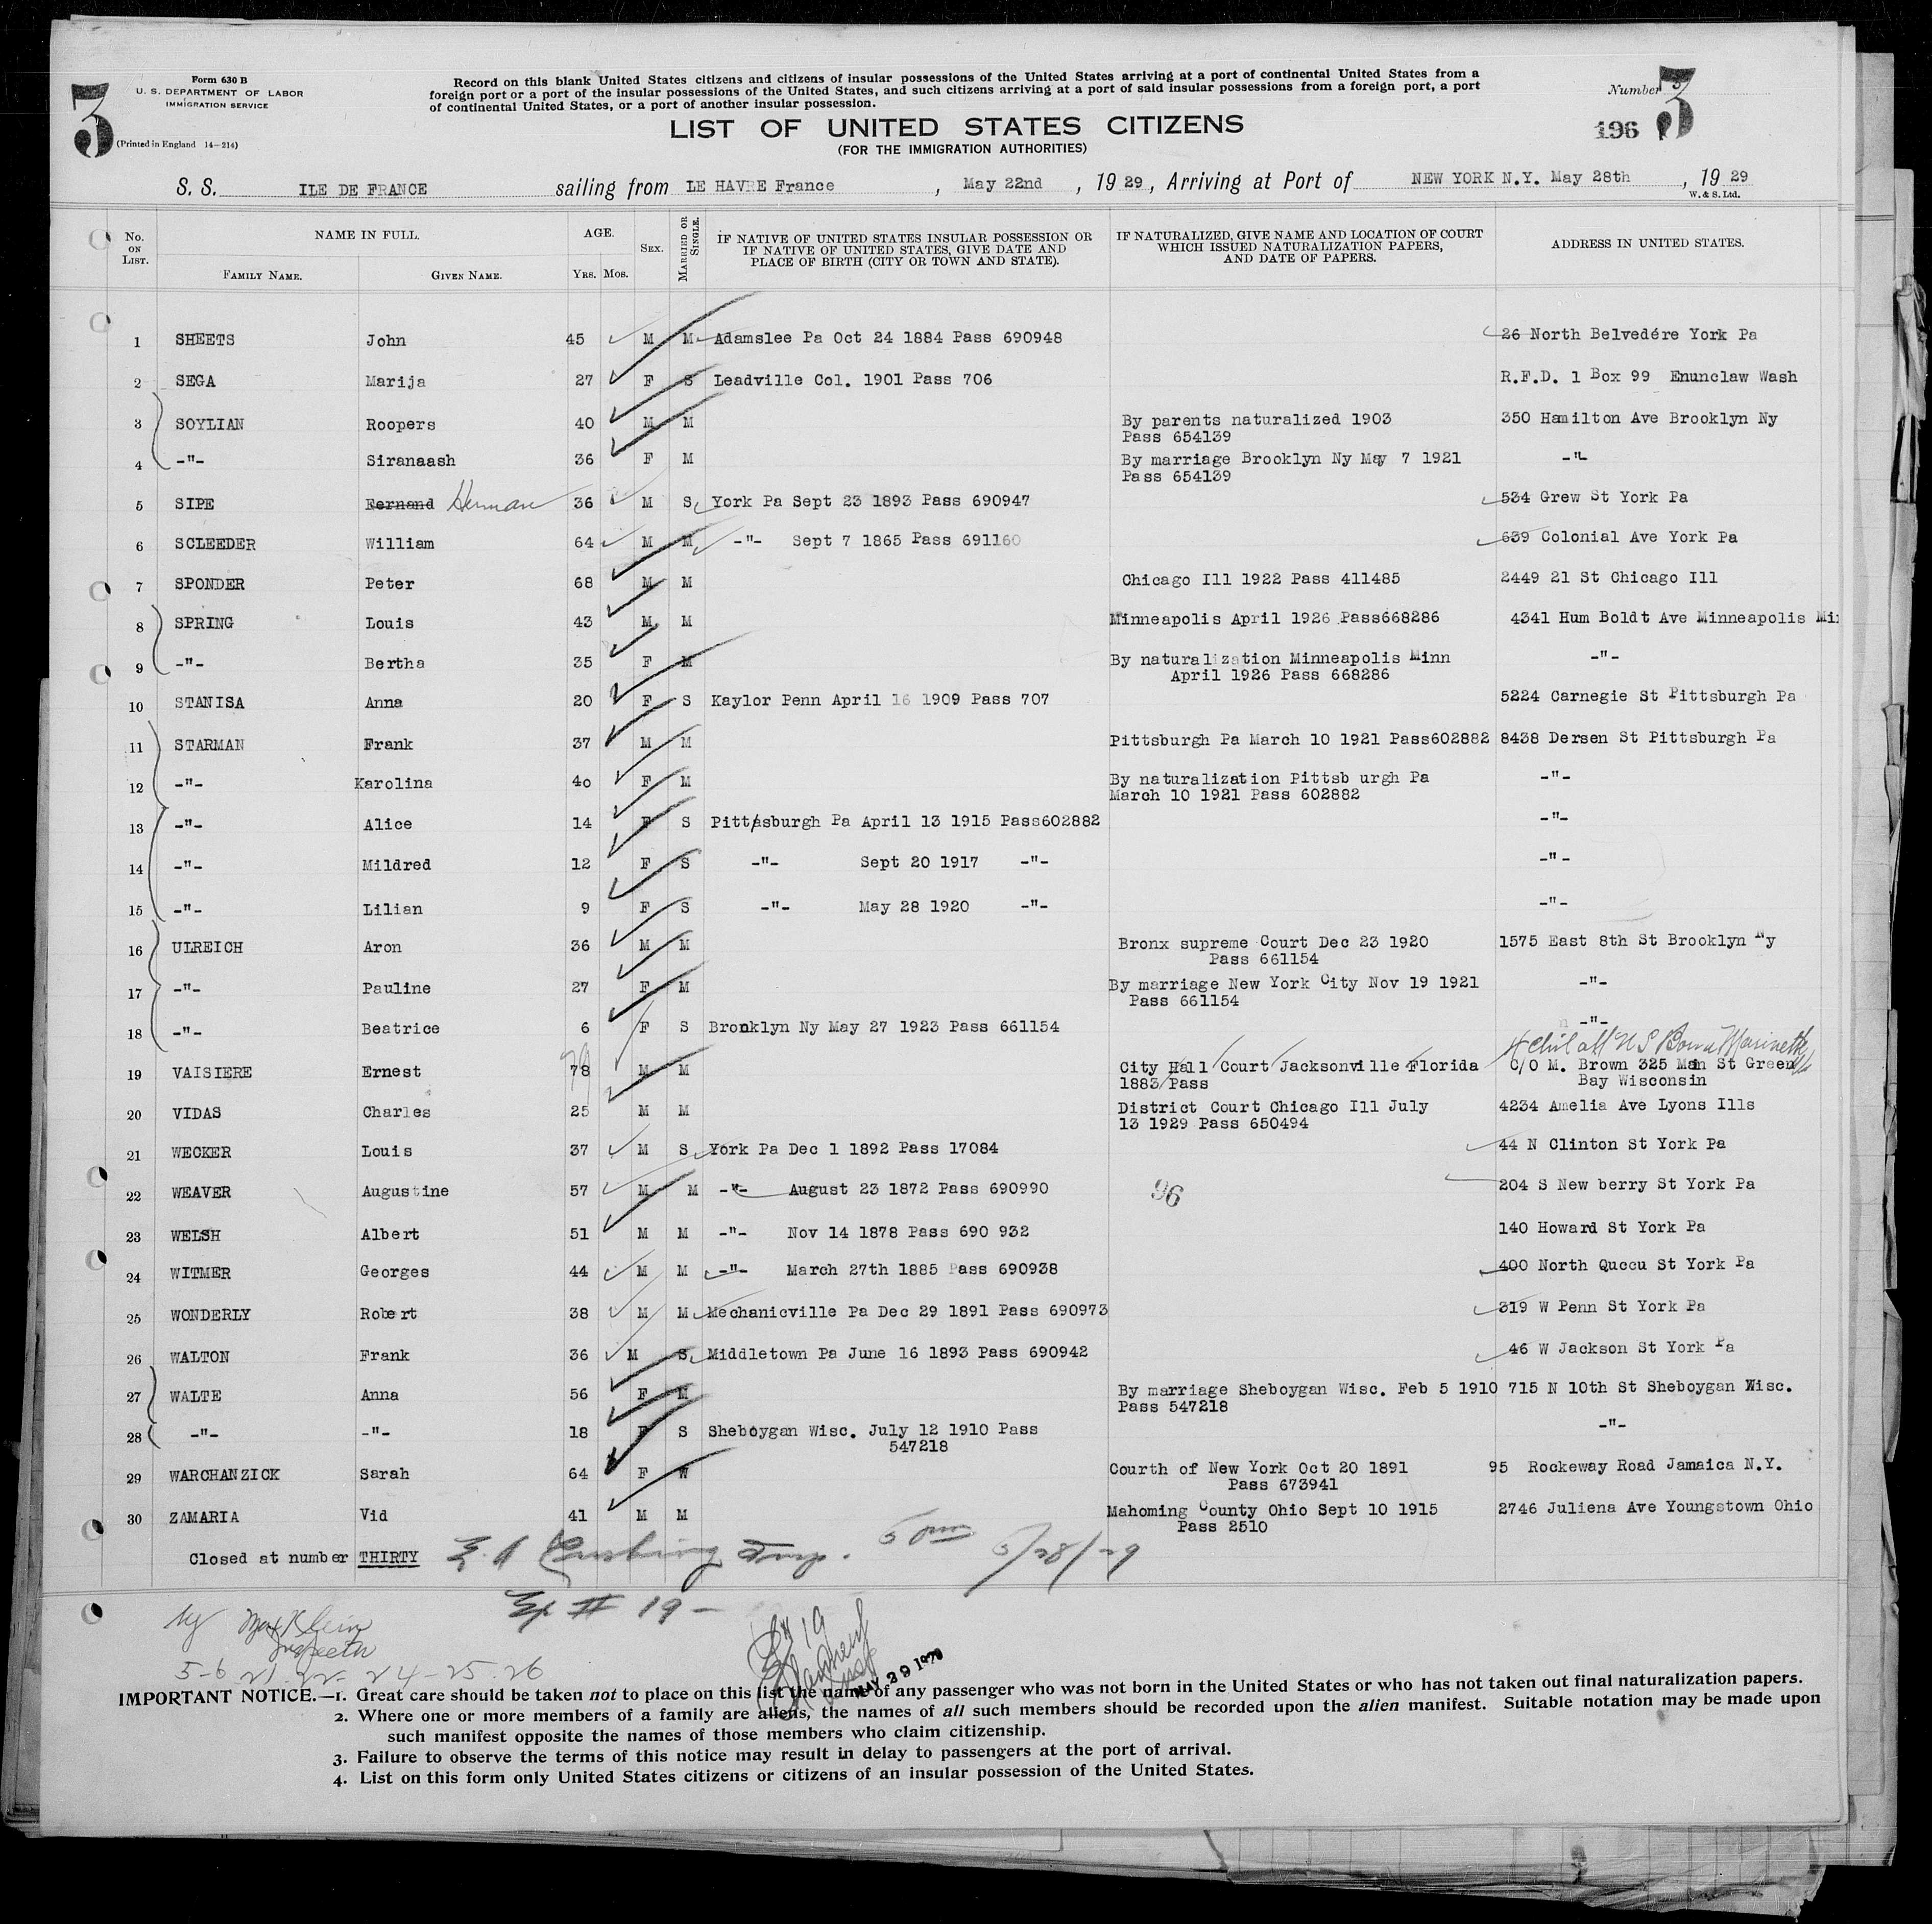 3
Form 630 B
U. S. DEPARTMENT OF LABOR
IMMIGRATION SERVICE
(Printed in England 14—214)
Record on this blank United States citizens and citizens of insular possessions of the United States arriving at a port of continental United States from a
foreign port or a port of the insular possessions of the United States, and such citizens arriving at a port of said insular possessions from a foreign port, a port
of continental United States, or a port of another insular possession.
Number 3
196
LIST OF UNITED STATES CITIZENS
(FOR THE IMMIGRATION AUTHORITIES)
S. S. ILE DE FRANCE sailing from LE HAVRE France , May 22nd , 19 29 , Arriving at Port of NEW YORK N.Y. May 28th , 19 29
W. & S. Ltd.
No. ON LIST. NAME IN FULL. AGE. SEX. MARRIED OR SINGLE. IF NATIVE OF UNITED STATES INSULAR POSSESSION OR IF NATIVE OF UNITED STATES, GIVE DATE AND PLACE OF BIRTH (CITY OR TOWN AND STATE). IF NATURALIZED, GIVE NAME AND LOCATION OF COURT WHICH ISSUED NATURALIZATION PAPERS, AND DATE OF PAPERS. ADDRESS IN UNITED STATES.
FAMILY NAME. GIVEN NAME. YRS. MOS.
1 SHEETS John 45 M M Adamslee Pa Oct 24 1884 Pass 690948 26 North Belvedére York Pa
2 SEGA Marija 27 F S Leadville Col. 1901 Pass 706 R.F.D. 1 Box 99 Enunclaw Wash
3 SOYLIAN Roopers 40 M M By parents naturalized 1903 350 Hamilton Ave Brooklyn Ny
Pass 654139
4 -"- Siranaash 36 F M By marriage Brooklyn Ny May 7 1921 -"-
Pass 654139
5 SIPE Fernand Herman 36 M S York Pa Sept 23 1893 Pass 690947 534 Grew St York Pa
6 SCLEEDER William 64 M M -"- Sept 7 1865 Pass 691160 639 Colonial Ave York Pa
7 SPONDER Peter 68 M M Chicago Ill 1922 Pass 411485 2449 21 St Chicago Ill
8 SPRING Louis 43 M M Minneapolis April 1926 Pass668286 4341 Hum Boldt Ave Minneapolis Mi
9 -"- Bertha 35 F M By naturalization Minneapolis Minn -"-
April 1926 Pass 668286
10 STANISA Anna 20 F S Kaylor Penn April 16 1909 Pass 707 5224 Carnegie St Pittsburgh Pa
11 STARMAN Frank 37 M M Pittsburgh Pa March 10 1921 Pass602882 8438 Dersen St Pittsburgh Pa
12 -"- Karolina 40 F M By naturalization Pittsb urgh Pa -"-
March 10 1921 Pass 602882
13 -"- Alice 14 F S Pittasburgh Pa April 13 1915 Pass602882 -"-
14 -"- Mildred 12 F S -"- Sept 20 1917 -"- -"-
15 -"- Lilian 9 F S -"- May 28 1920 -"- -"-
16 ULREICH Aron 36 M M Bronx supreme Court Dec 23 1920 1575 East 8th St Brooklyn Ny
Pass 661154
17 -"- Pauline 27 F M By marriage New York City Nov 19 1921 -"-
Pass 661154
18 -"- Beatrice 6 F S Bronklyn Ny May 27 1923 Pass 661154 -"-
19 VAISIERE Ernest 78 M M City Hall Court Jacksonville Florida C/O M. Brown 325 Man St Green
1883 Pass Bay Wisconsin
20 VIDAS Charles 25 M M District Court Chicago Ill July 4234 Amelia Ave Lyons Ills
13 1929 Pass 650494
21 WECKER Louis 37 M S York Pa Dec 1 1892 Pass 17084 44 N Clinton St York Pa
22 WEAVER Augustine 57 M M -"- August 23 1872 Pass 690990 96 204 S New berry St York Pa
23 WELSH Albert 51 M M -"- Nov 14 1878 Pass 690 932 140 Howard St York Pa
24 WITMER Georges 44 M M -"- March 27th 1885 Pass 690938 400 North Quecu St York Pa
25 WONDERLY Robert 38 M M Mechanicville Pa Dec 29 1891 Pass 690973 319 W Penn St York Pa
26 WALTON Frank 36 M S Middletown Pa June 16 1893 Pass 690942 46 W Jackson St York Pa
27 WALTE Anna 56 F M By marriage Sheboygan Wisc. Feb 5 1910 715 N 10th St Sheboygan Wisc.
Pass 547218
28 -"- -"- 18 F S Sheboygan Wisc. July 12 1910 Pass -"-
547218
29 WARCHANZICK Sarah 64 F W Courth of New York Oct 20 1891 95 Rockeway Road Jamaica N.Y.
Pass 673941
30 ZAMARIA Vid 41 M M Mahoming County Ohio Sept 10 1915 2746 Juliena Ave Youngstown Ohio
Pass 2510
Closed at number THIRTY 5/28/29
# 19 -
Max Klein
Inspector
5-6 21-22- 24-25-26
19
MAY 29 19
IMPORTANT NOTICE.—1. Great care should be taken not to place on this list the name of any passenger who was not born in the United States or who has not taken out final naturalization papers.
2. Where one or more members of a family are aliens, the names of all such members should be recorded upon the alien manifest. Suitable notation may be made upon
such manifest opposite the names of those members who claim citizenship.
3. Failure to observe the terms of this notice may result in delay to passengers at the port of arrival.
4. List on this form only United States citizens or citizens of an insular possession of the United States.